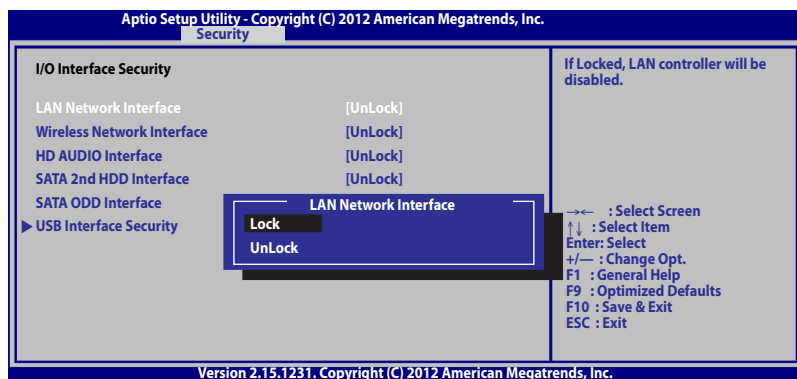 Aptio Setup Utility - Copyright (C) 2012 American Megatrends, Inc.
Security
I/O Interface Security
LAN Network Interface [UnLock]
Wireless Network Interface [UnLock]
HD AUDIO Interface [UnLock]
SATA 2nd HDD Interface [UnLock]
SATA ODD Interface
USB Interface Security
LAN Network Interface
Lock
UnLock
If Locked, LAN controller will be
disabled.
→← : Select Screen
↑↓ : Select Item
Enter: Select
+/— : Change Opt.
F1 : General Help
F9 : Optimized Defaults
F10 : Save & Exit
ESC : Exit
Version 2.15.1231. Copyright (C) 2012 American Megatrends, Inc.